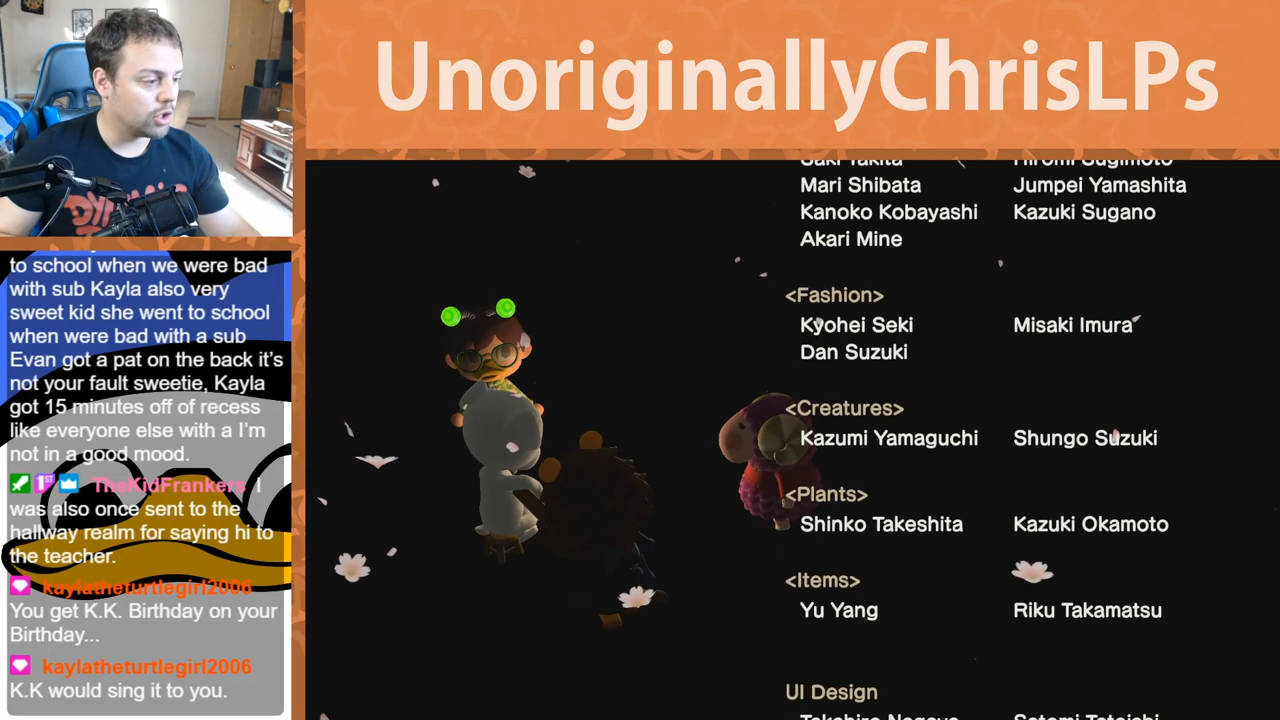 UnoriginallyChrisLPs
to school when we were bad
with sub Kayla also very
sweet kid she went to school
when were bad with a sub
Evan got a pat on the back it's
not your fault sweetie, Kayla
got 15 minutes off of recess
like everyone else with a I'm
not in a good mood.
TheKidFrankers I
was also once sent to the
hallway realm for saying hi to
the teacher.
kaylatheturtlegirl2006
You get K.K. Birthday on your
Birthday...
kaylatheturtlegirl2006
K.K would sing it to you.
Saki Takita Hiromi Sugimoto
Mari Shibata Jumpei Yamashita
Kanoko Kobayashi Kazuki Sugano
Akari Mine
<Fashion>
Kyohei Seki Misaki Imura
Dan Suzuki
<Creatures>
Kazumi Yamaguchi Shungo Suzuki
<Plants>
Shinko Takeshita Kazuki Okamoto
<Items>
Yu Yang Riku Takamatsu
UI Design